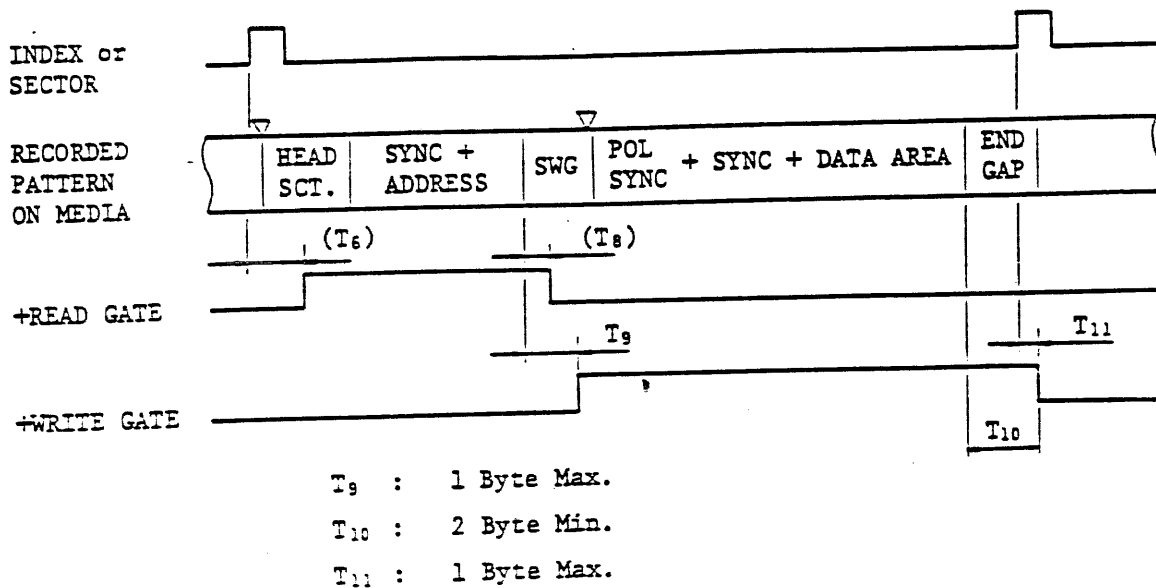 INDEX or
SECTOR
RECORDED
PATTERN
ON MEDIA
HEAD
SCT.
SYNC +
ADDRESS
SWG
POL
SYNC
+ SYNC + DATA AREA
END
GAP
(T6)
(T8)
+READ GATE
T9
T11
+WRITE GATE
T10
T9 : 1 Byte Max.
T10 : 2 Byte Min.
T11 : 1 Byte Max.